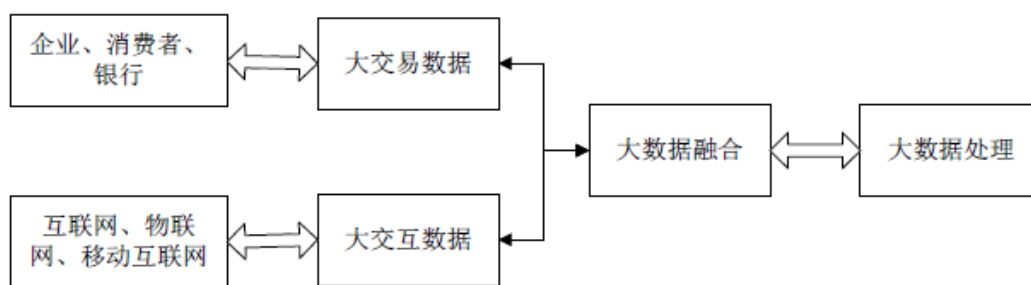 企业、消费者、
银行
大交易数据
大数据融合
大数据处理
互联网、物联
网、移动互联网
大交互数据